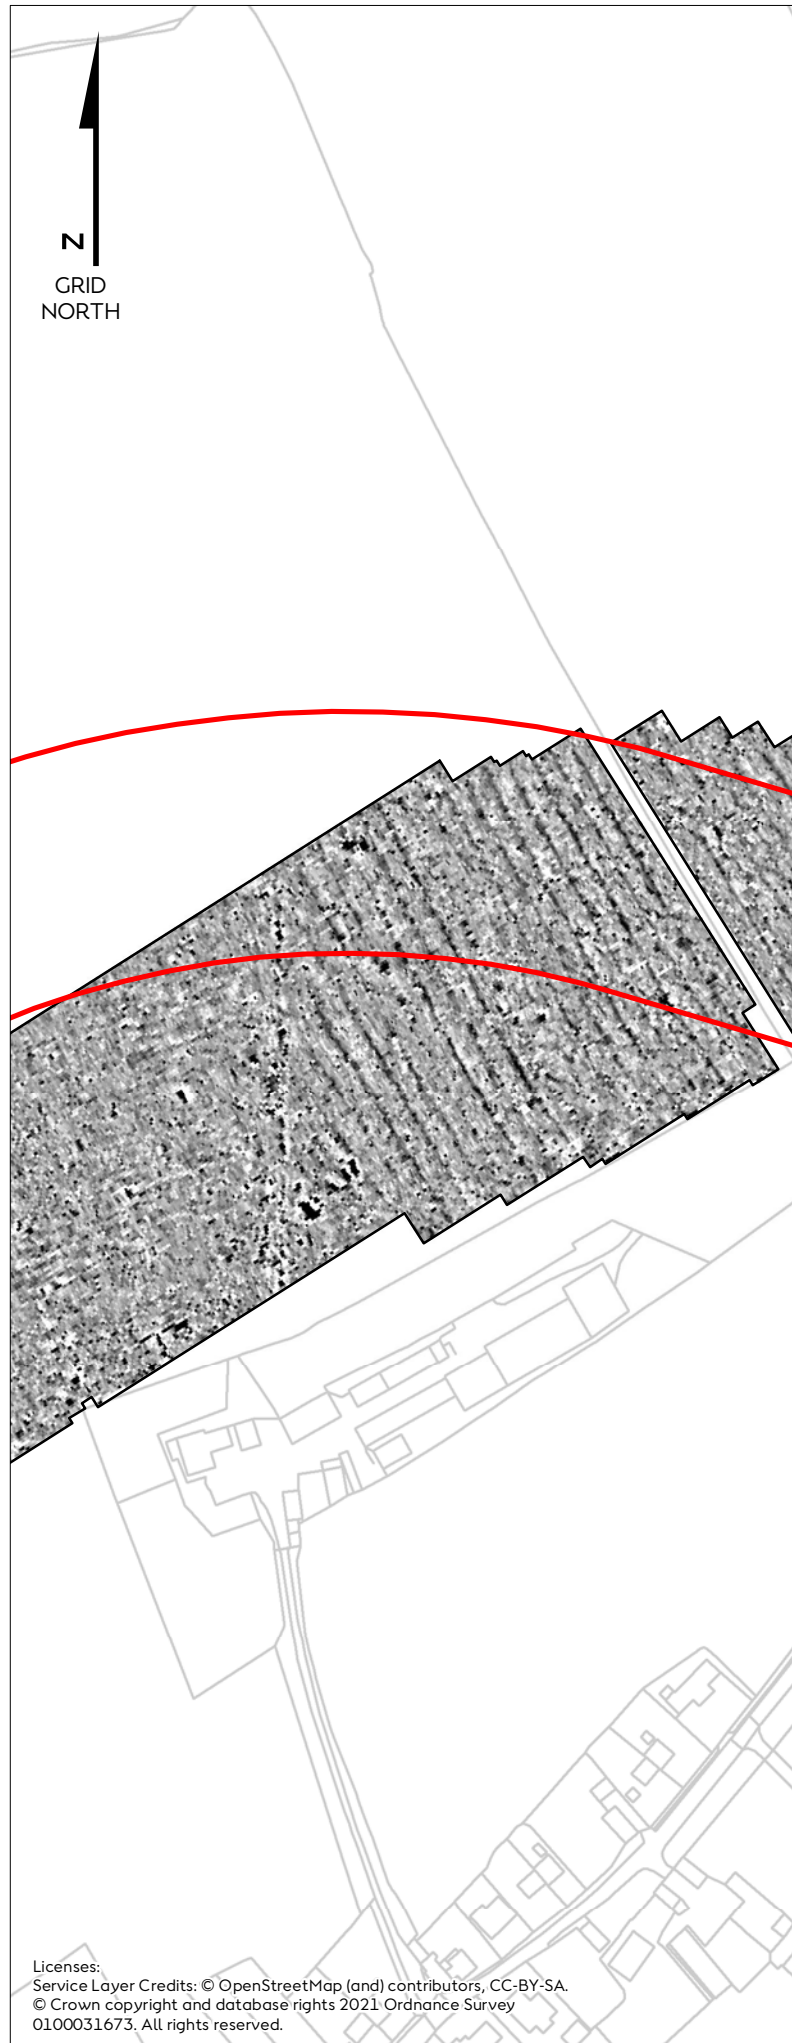 N
GRID
NORTH
Licenses:
Service Layer Credits: © OpenStreetMap (and) contributors, CC-BY-SA.
© Crown copyright and database rights 2021 Ordnance Survey
0100031673. All rights reserved.